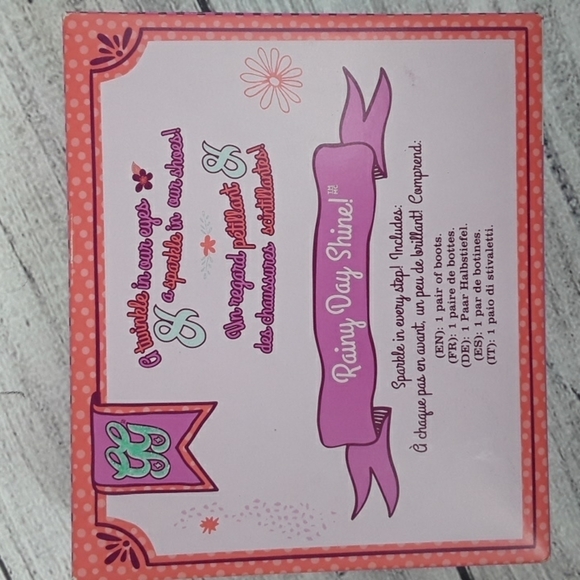 GG
A twinkle in our eyes
& a sparkle in our shoes!
Un regard pétillant &
des chaussures scintillantes!
Rainy Day Shine!™
Sparkle in every step! Includes:
À chaque pas en avant, un peu de brillant! Comprend:
(EN): 1 pair of boots.
(FR): 1 paire de bottes.
(DE): 1 Paar Halbstiefel.
(ES): 1 par de botines.
(IT): 1 paio di stivaletti.